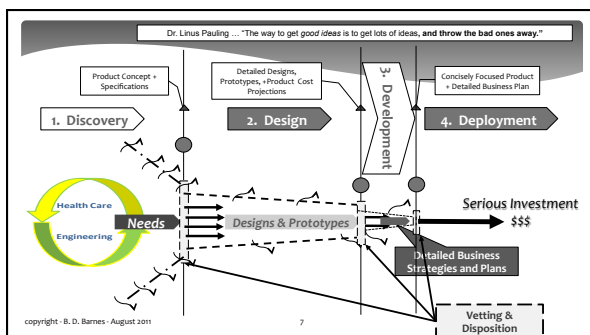 Dr. Linus Pauling … “The way to get good ideas is to get lots of ideas, and throw the bad ones away.”
Product Concept +
Specifications
Detailed Designs,
Prototypes, +Product Cost
Projections
Concisely Focused Product
+ Detailed Business Plan
1. Discovery
2. Design
3.
Development
4. Deployment
Health Care
Engineering
Needs
Designs & Prototypes
Serious Investment
$$$
Detailed Business
Strategies and Plans
Vetting &
Disposition
copyright - B. D. Barnes - August 2011
7